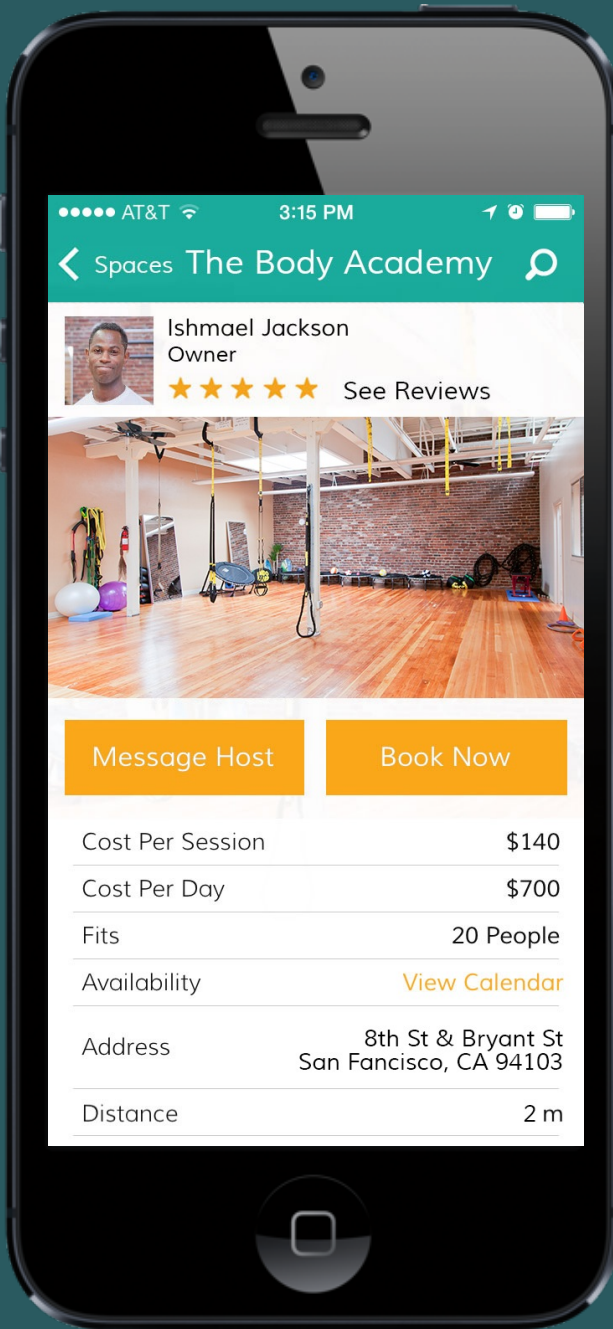 AT&T 3:15 PM
Spaces The Body Academy
Ishmael Jackson
Owner
See Reviews
Message Host Book Now
Cost Per Session $140
Cost Per Day $700
Fits 20 People
Availability View Calendar
Address 8th St & Bryant St
San Fancisco, CA 94103
Distance 2 m